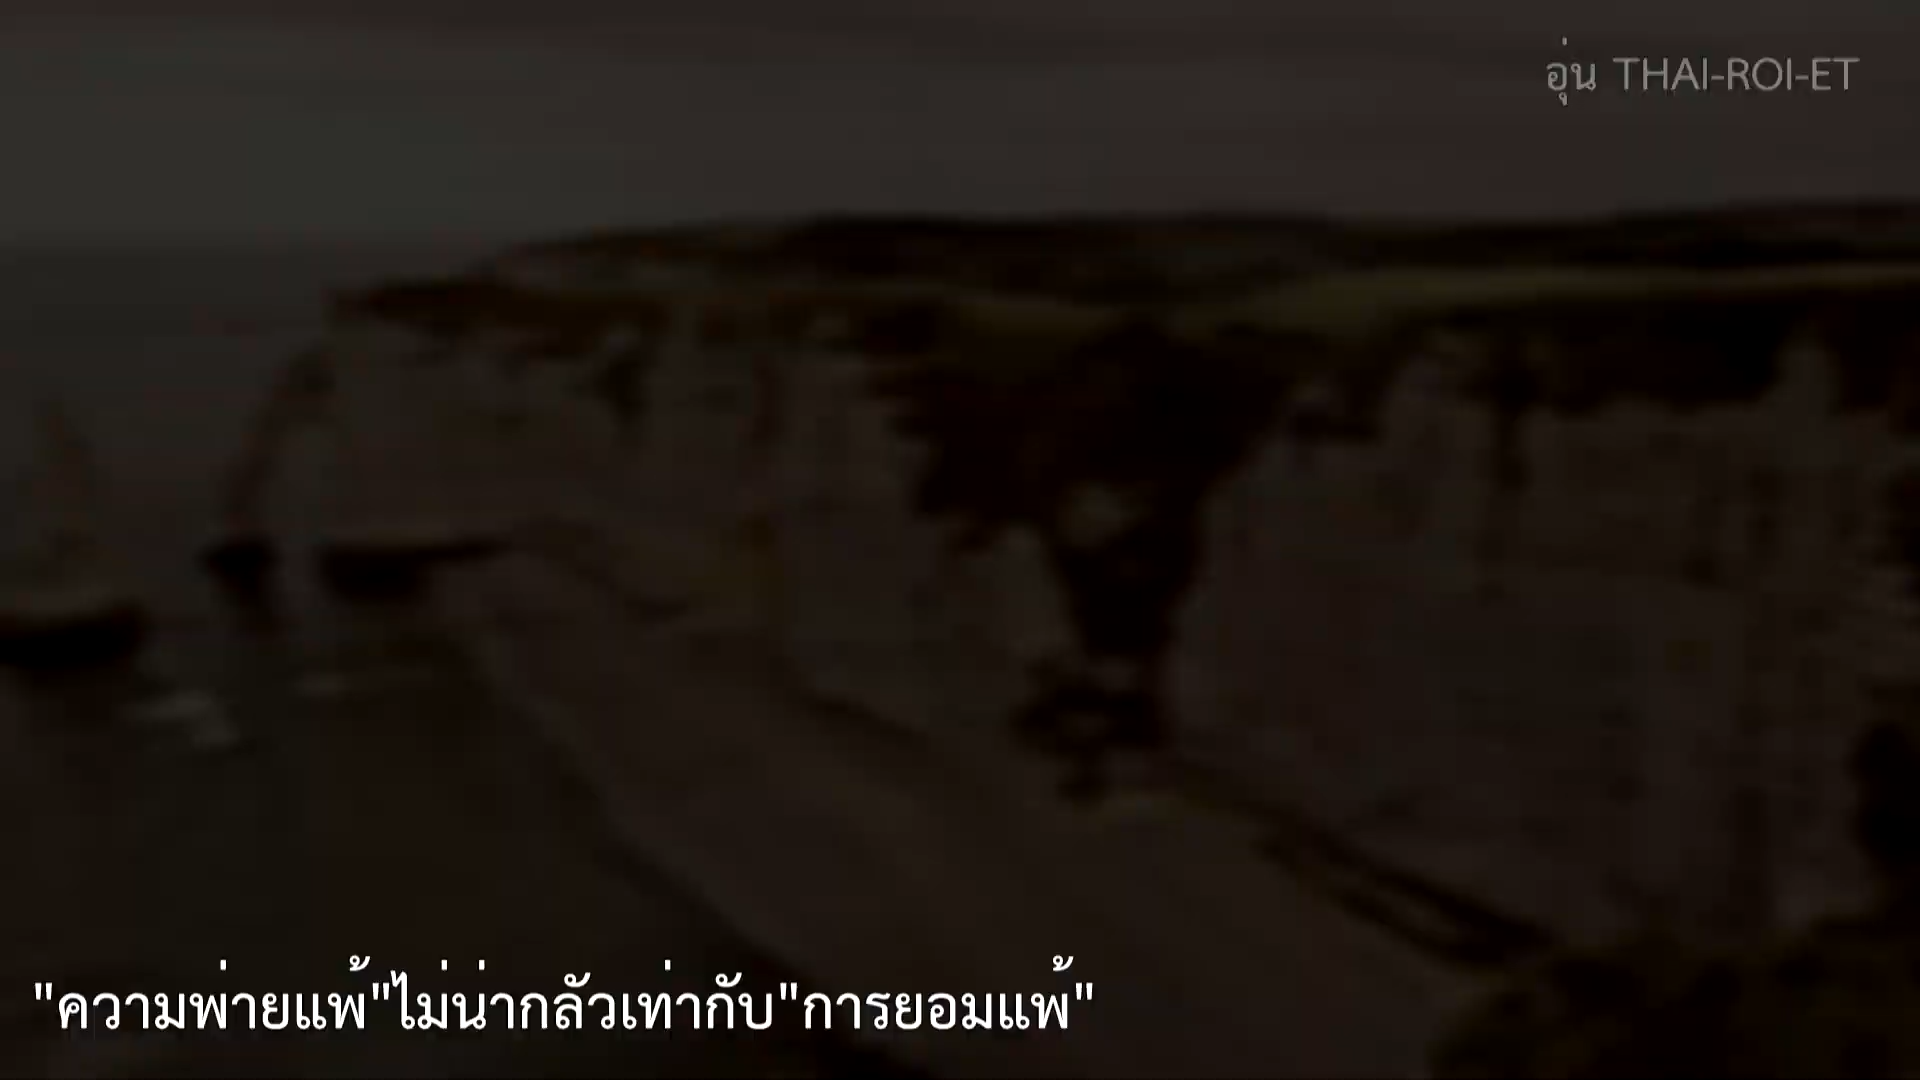 อุ่น THAI-ROI-ET
"ความพ่ายแพ้"ไม่น่ากลัวเท่ากับ"การยอมแพ้"